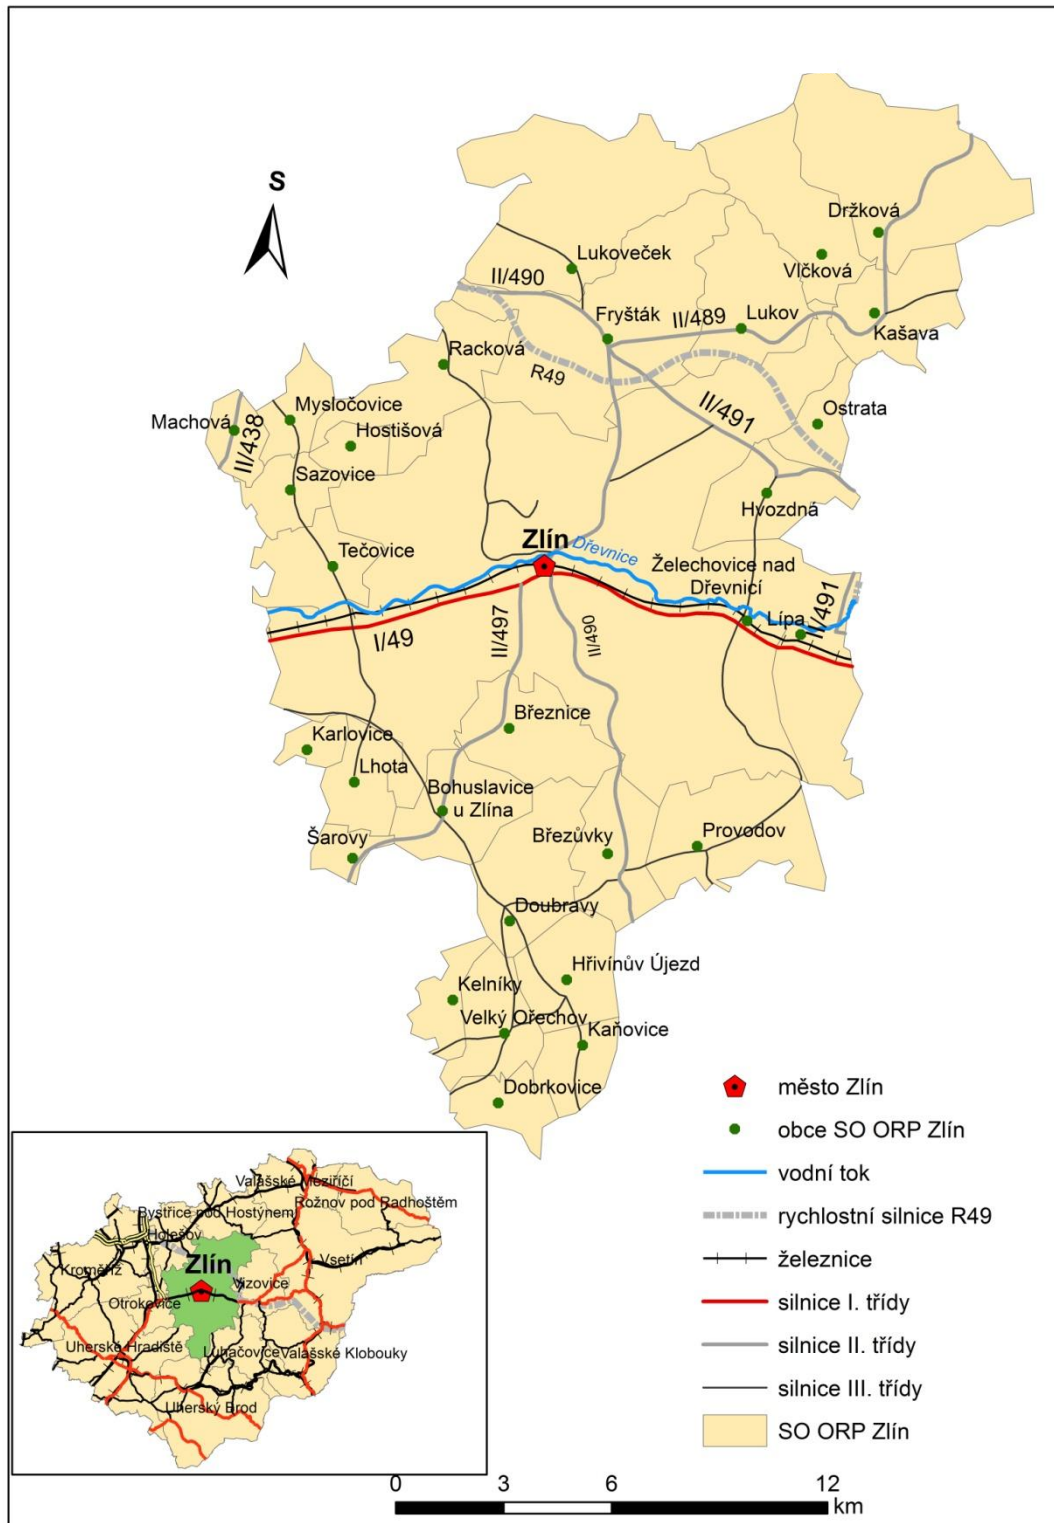 S
Držková
Lukoveček
Vlčková
II/490
Fryšták
II/489
Lukov
Kašava
Racková
R49
Machová
II/438
Mysločovice
Hostišová
II/491
Ostrata
Sazovice
Hvozdná
Zlín
Dřevnice
Tečovice
Želechovice nad
Dřevnicí
Lípa
I/491
I/49
II/497
II/490
Březnice
Karlovice
Lhota
Bohuslavice
u Zlína
Šarovy
Březůvky
Provodov
Doubravy
Hřivínův Újezd
Kelníky
Velký Ořechov
Kaňovice
Dobrkovice
město Zlín
obce SO ORP Zlín
vodní tok
rychlostní silnice R49
železnice
silnice I. třídy
silnice II. třídy
silnice III. třídy
SO ORP Zlín
Valašské Meziříčí
Rožnov pod Radhoštěm
Bystřice pod Hostýnem
Holešov
Zlín
Vsetín
Kroměříž
Vizovice
Otrokovice
Uherské Hradiště
Luhačovice
Valašské Klobouky
Uherský Brod
0 3 6 12
km